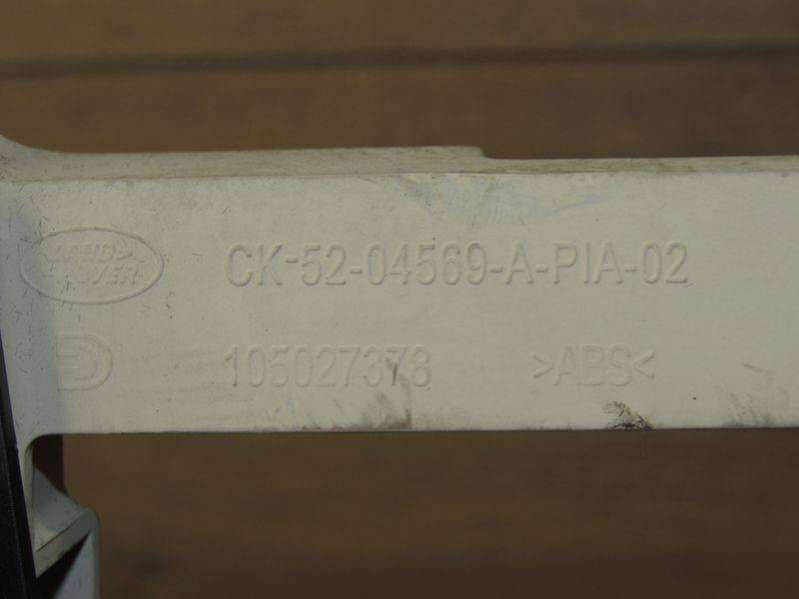 LAND ROVER
CK-52-04569-A-PIA-02
105027378 >ABS<